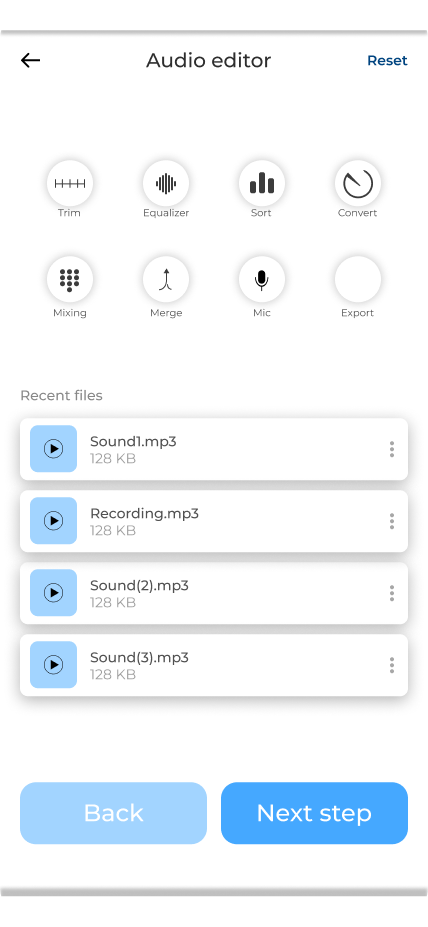 Audio editor
Reset
Trim
Equalizer
Sort
Convert
Mixing
Merge
Mic
Export
Recent files
Sound1.mp3
128 KB
Recording.mp3
128 KB
Sound(2).mp3
128 KB
Sound(3).mp3
128 KB
Back
Next step